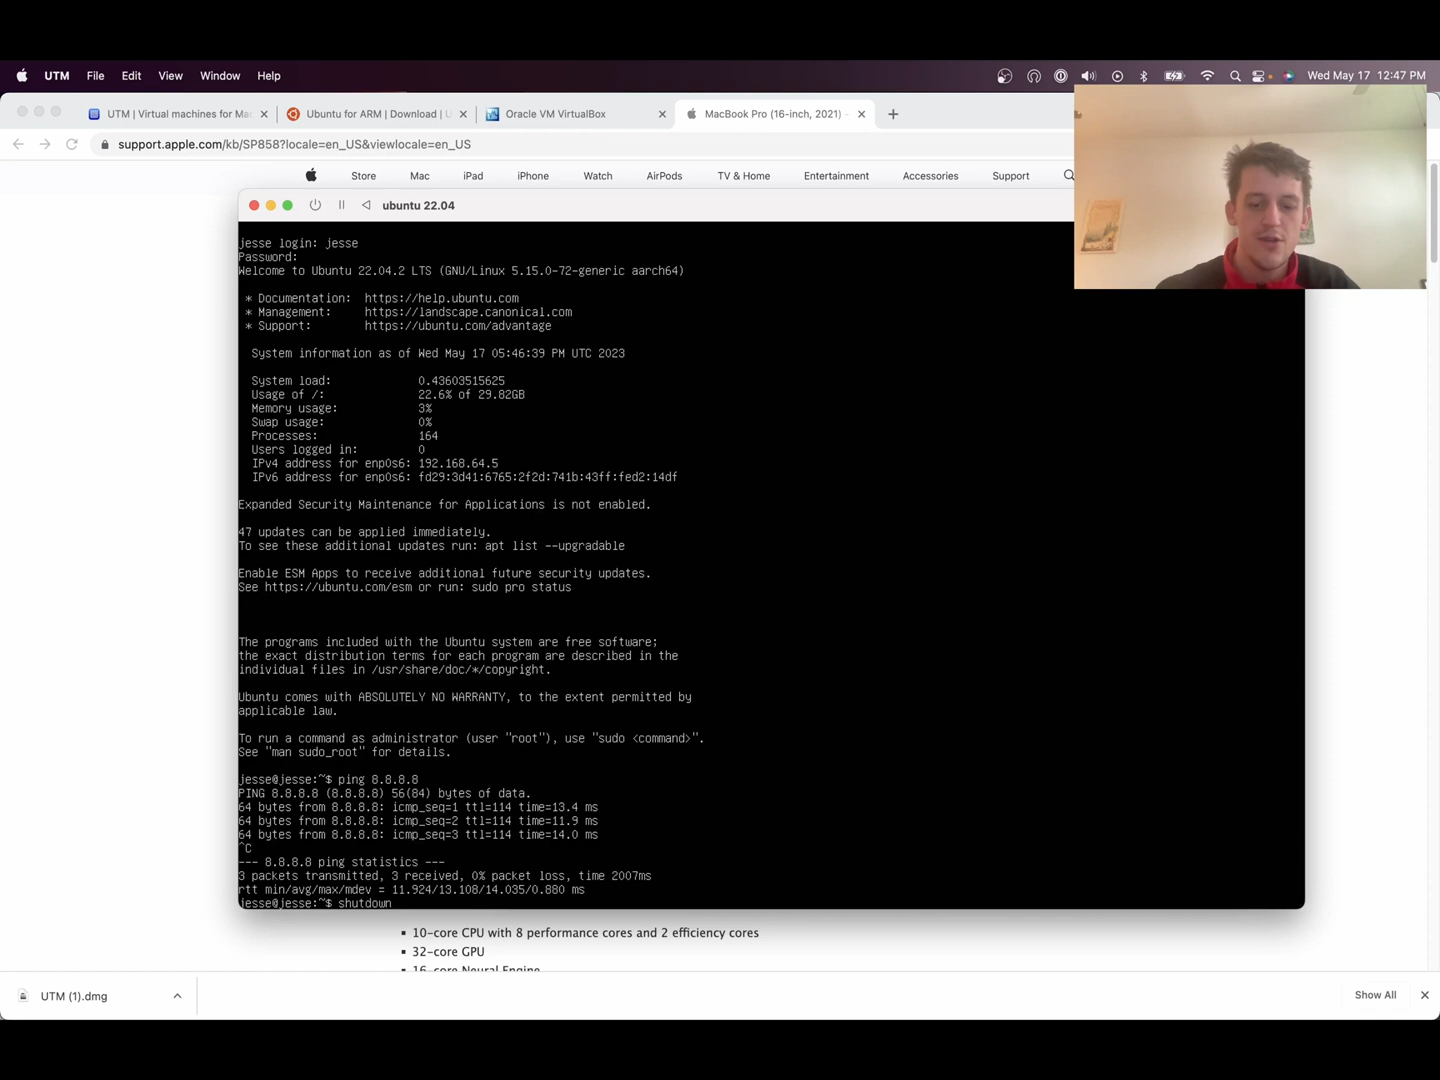 UTM File Edit View Window Help Wed May 17 12:47 PM
UTM | Virtual machines for Ma Ubuntu for ARM | Download | U Oracle VM VirtualBox MacBook Pro (16-inch, 2021) -
support.apple.com/kb/SP858?locale=en_US&viewlocale=en_US
Store Mac iPad iPhone Watch AirPods TV & Home Entertainment Accessories Support
ubuntu 22.04
jesse login: jesse
Password:
Welcome to Ubuntu 22.04.2 LTS (GNU/Linux 5.15.0-72-generic aarch64)
* Documentation: https://help.ubuntu.com
* Management: https://landscape.canonical.com
* Support: https://ubuntu.com/advantage
System information as of Wed May 17 05:46:39 PM UTC 2023
System load: 0.43603515625
Usage of /: 22.6% of 29.82GB
Memory usage: 3%
Swap usage: 0%
Processes: 164
Users logged in: 0
IPv4 address for enp0s6: 192.168.64.5
IPv6 address for enp0s6: fd29:3d41:6765:2f2d:741b:43ff:fed2:14df
Expanded Security Maintenance for Applications is not enabled.
47 updates can be applied immediately.
To see these additional updates run: apt list --upgradable
Enable ESM Apps to receive additional future security updates.
See https://ubuntu.com/esm or run: sudo pro status
The programs included with the Ubuntu system are free software;
the exact distribution terms for each program are described in the
individual files in /usr/share/doc/*/copyright.
Ubuntu comes with ABSOLUTELY NO WARRANTY, to the extent permitted by
applicable law.
To run a command as administrator (user "root"), use "sudo <command>".
See "man sudo_root" for details.
jesse@jesse:~$ ping 8.8.8.8
PING 8.8.8.8 (8.8.8.8) 56(84) bytes of data.
64 bytes from 8.8.8.8: icmp_seq=1 ttl=114 time=13.4 ms
64 bytes from 8.8.8.8: icmp_seq=2 ttl=114 time=11.9 ms
64 bytes from 8.8.8.8: icmp_seq=3 ttl=114 time=14.0 ms
^C
--- 8.8.8.8 ping statistics ---
3 packets transmitted, 3 received, 0% packet loss, time 2007ms
rtt min/avg/max/mdev = 11.924/13.108/14.035/0.880 ms
jesse@jesse:~$ shutdown
▪ 10-core CPU with 8 performance cores and 2 efficiency cores
▪ 32-core GPU
▪ 16-core Neural Engine
UTM (1).dmg Show All